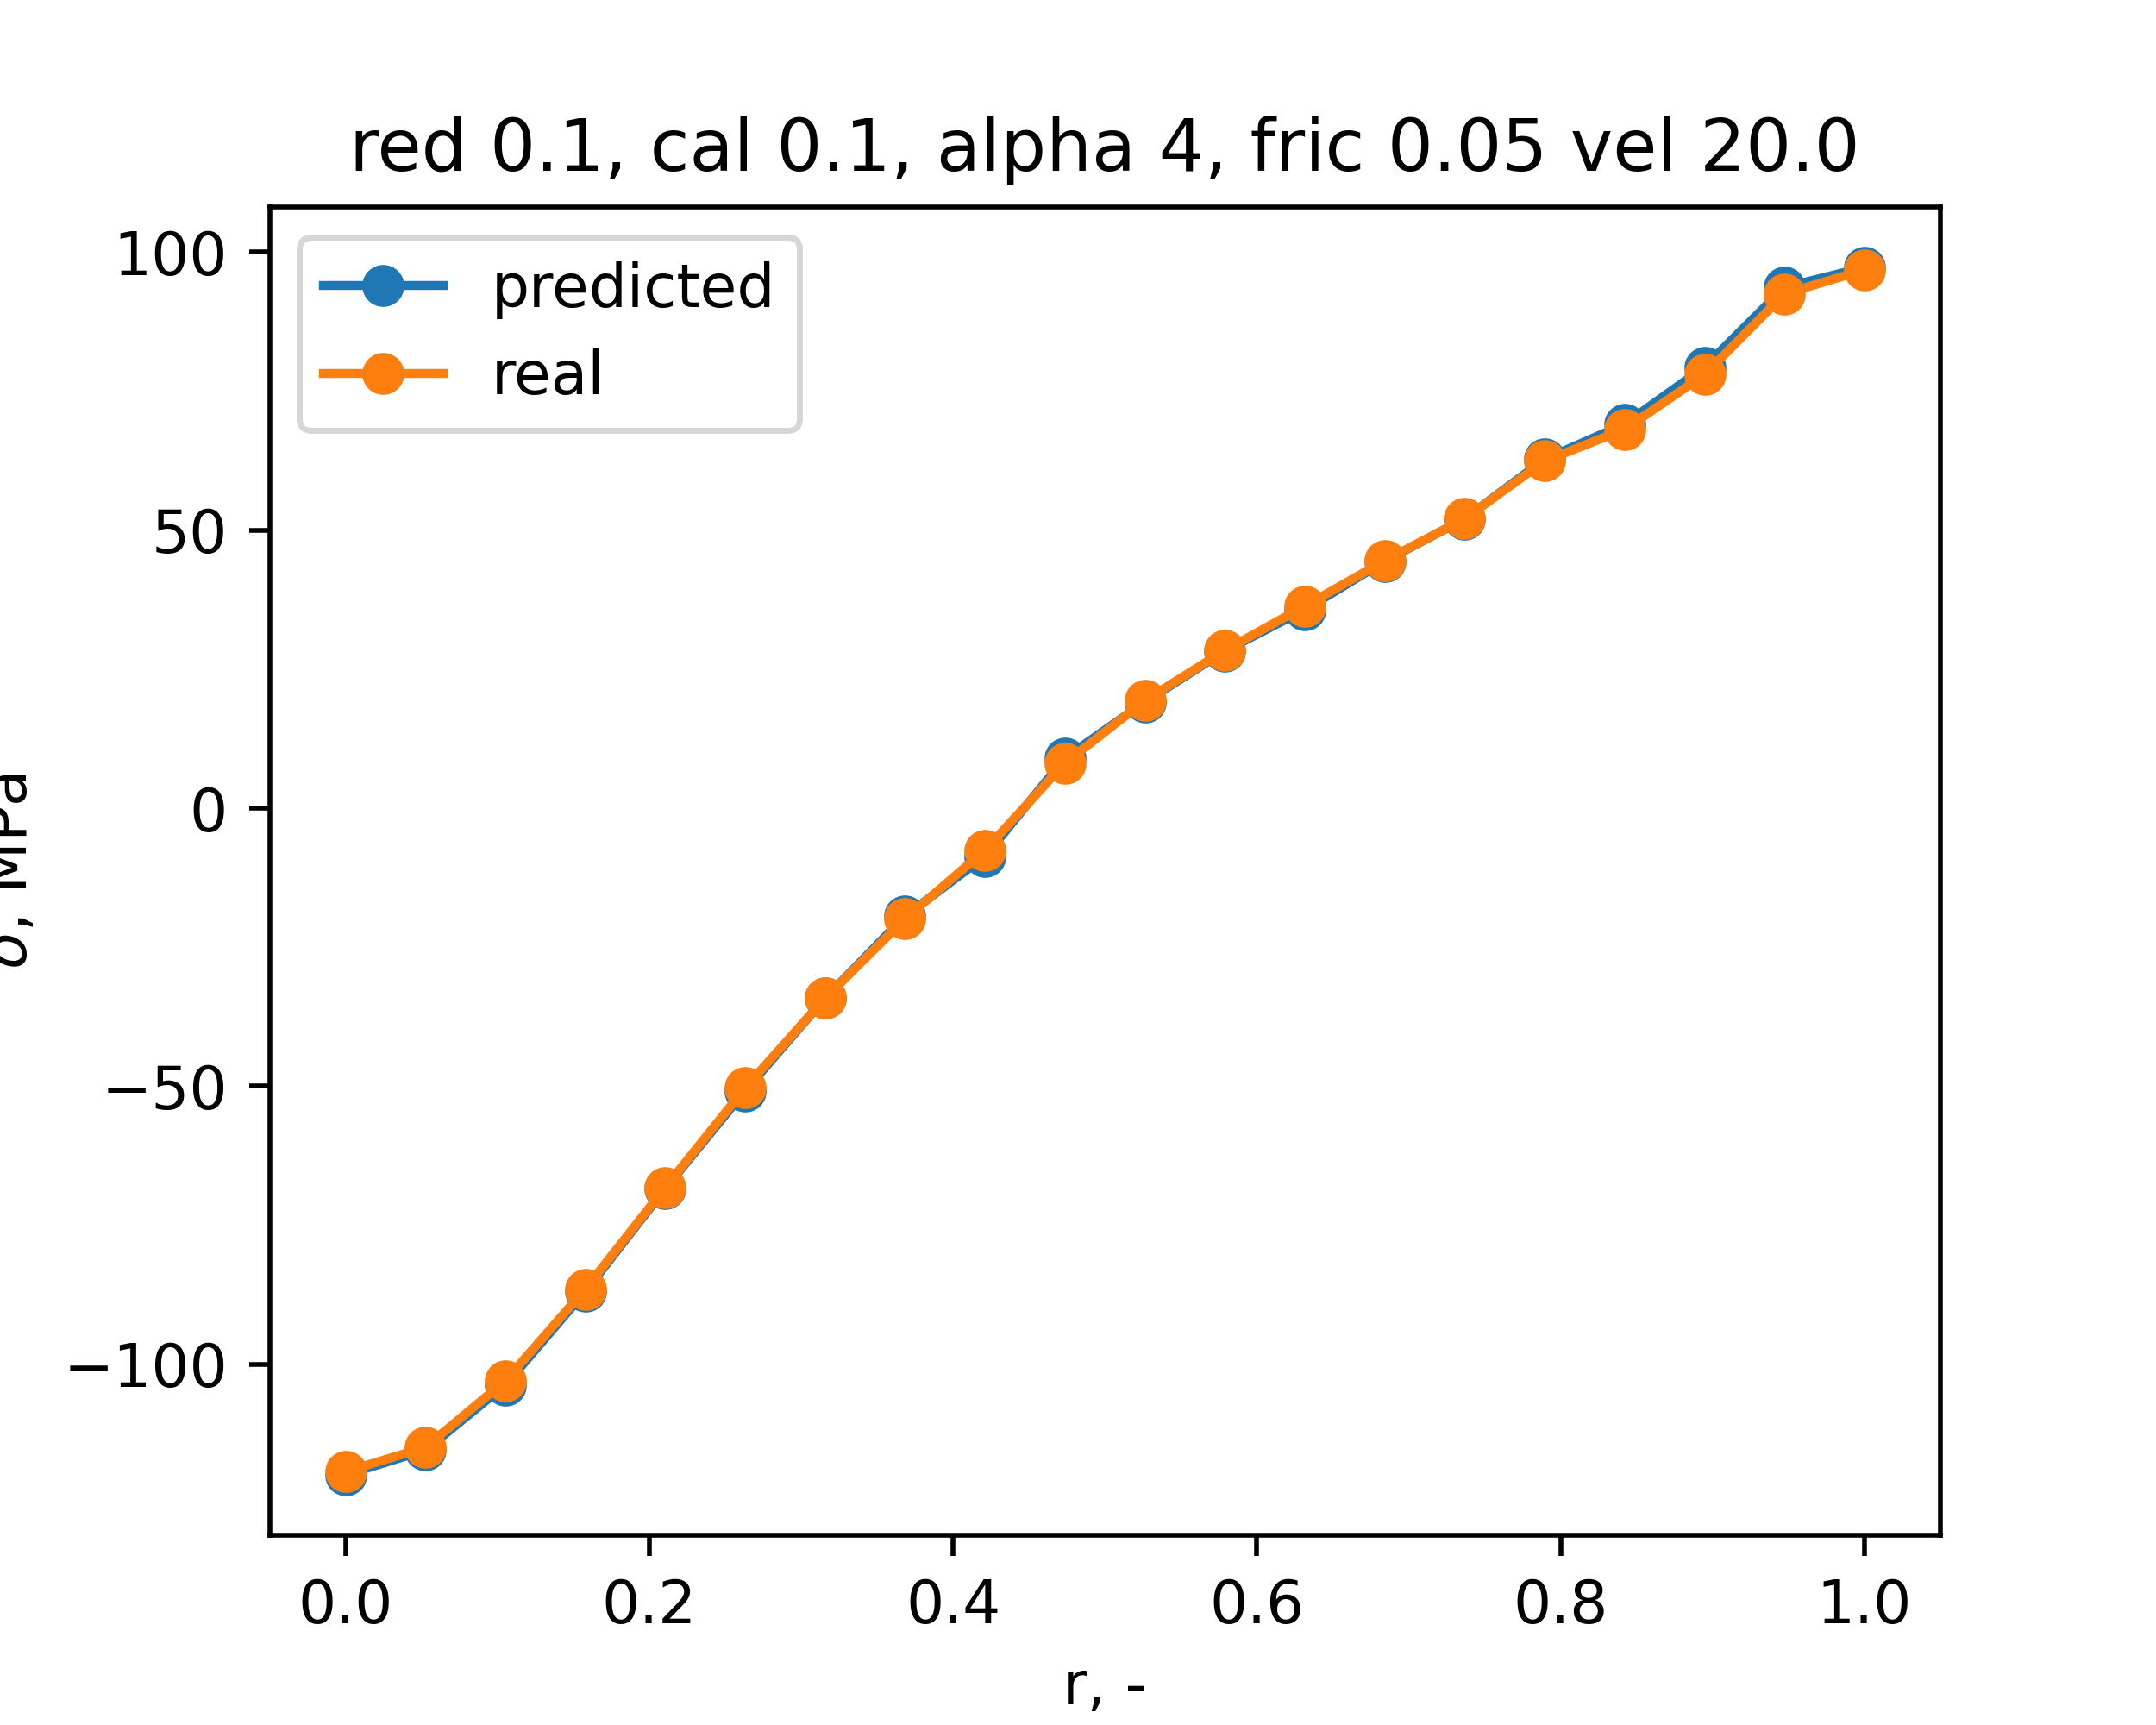 red 0.1, cal 0.1, alpha 4, fric 0.05 vel 20.0
predicted
real
100
50
0
−50
−100
σ, MPa
0.0 0.2 0.4 0.6 0.8 1.0
r, -